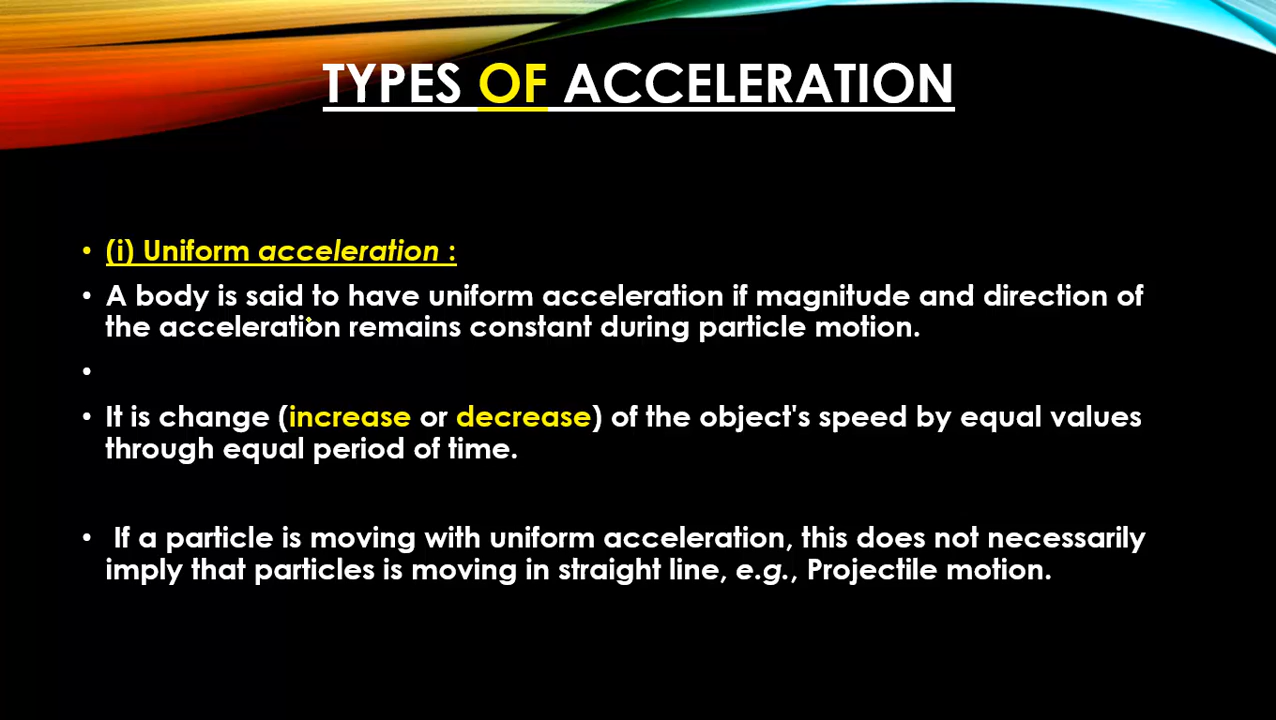 TYPES OF ACCELERATION
• (i) Uniform acceleration :
• A body is said to have uniform acceleration if magnitude and direction of
the acceleration remains constant during particle motion.
•
• It is change (increase or decrease) of the object's speed by equal values
through equal period of time.
• If a particle is moving with uniform acceleration, this does not necessarily
imply that particles is moving in straight line, e.g., Projectile motion.